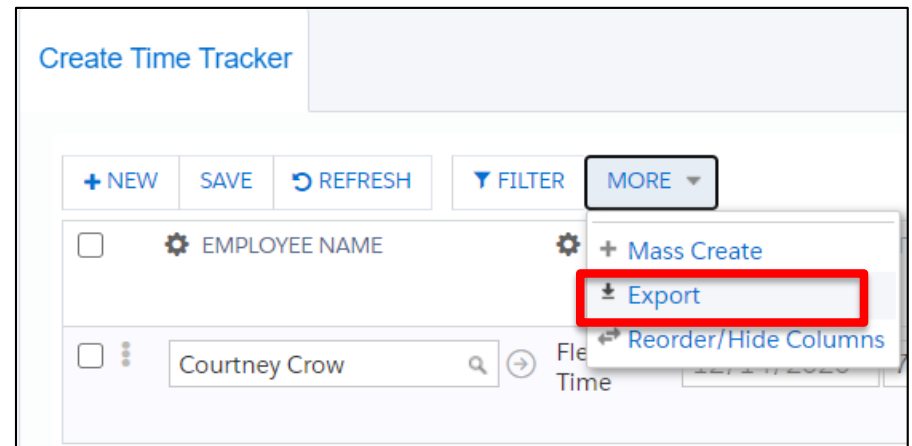 Create Time Tracker
+ NEW SAVE REFRESH FILTER MORE
EMPLOYEE NAME
+ Mass Create
Export
Reorder/Hide Columns
Courtney Crow
Time